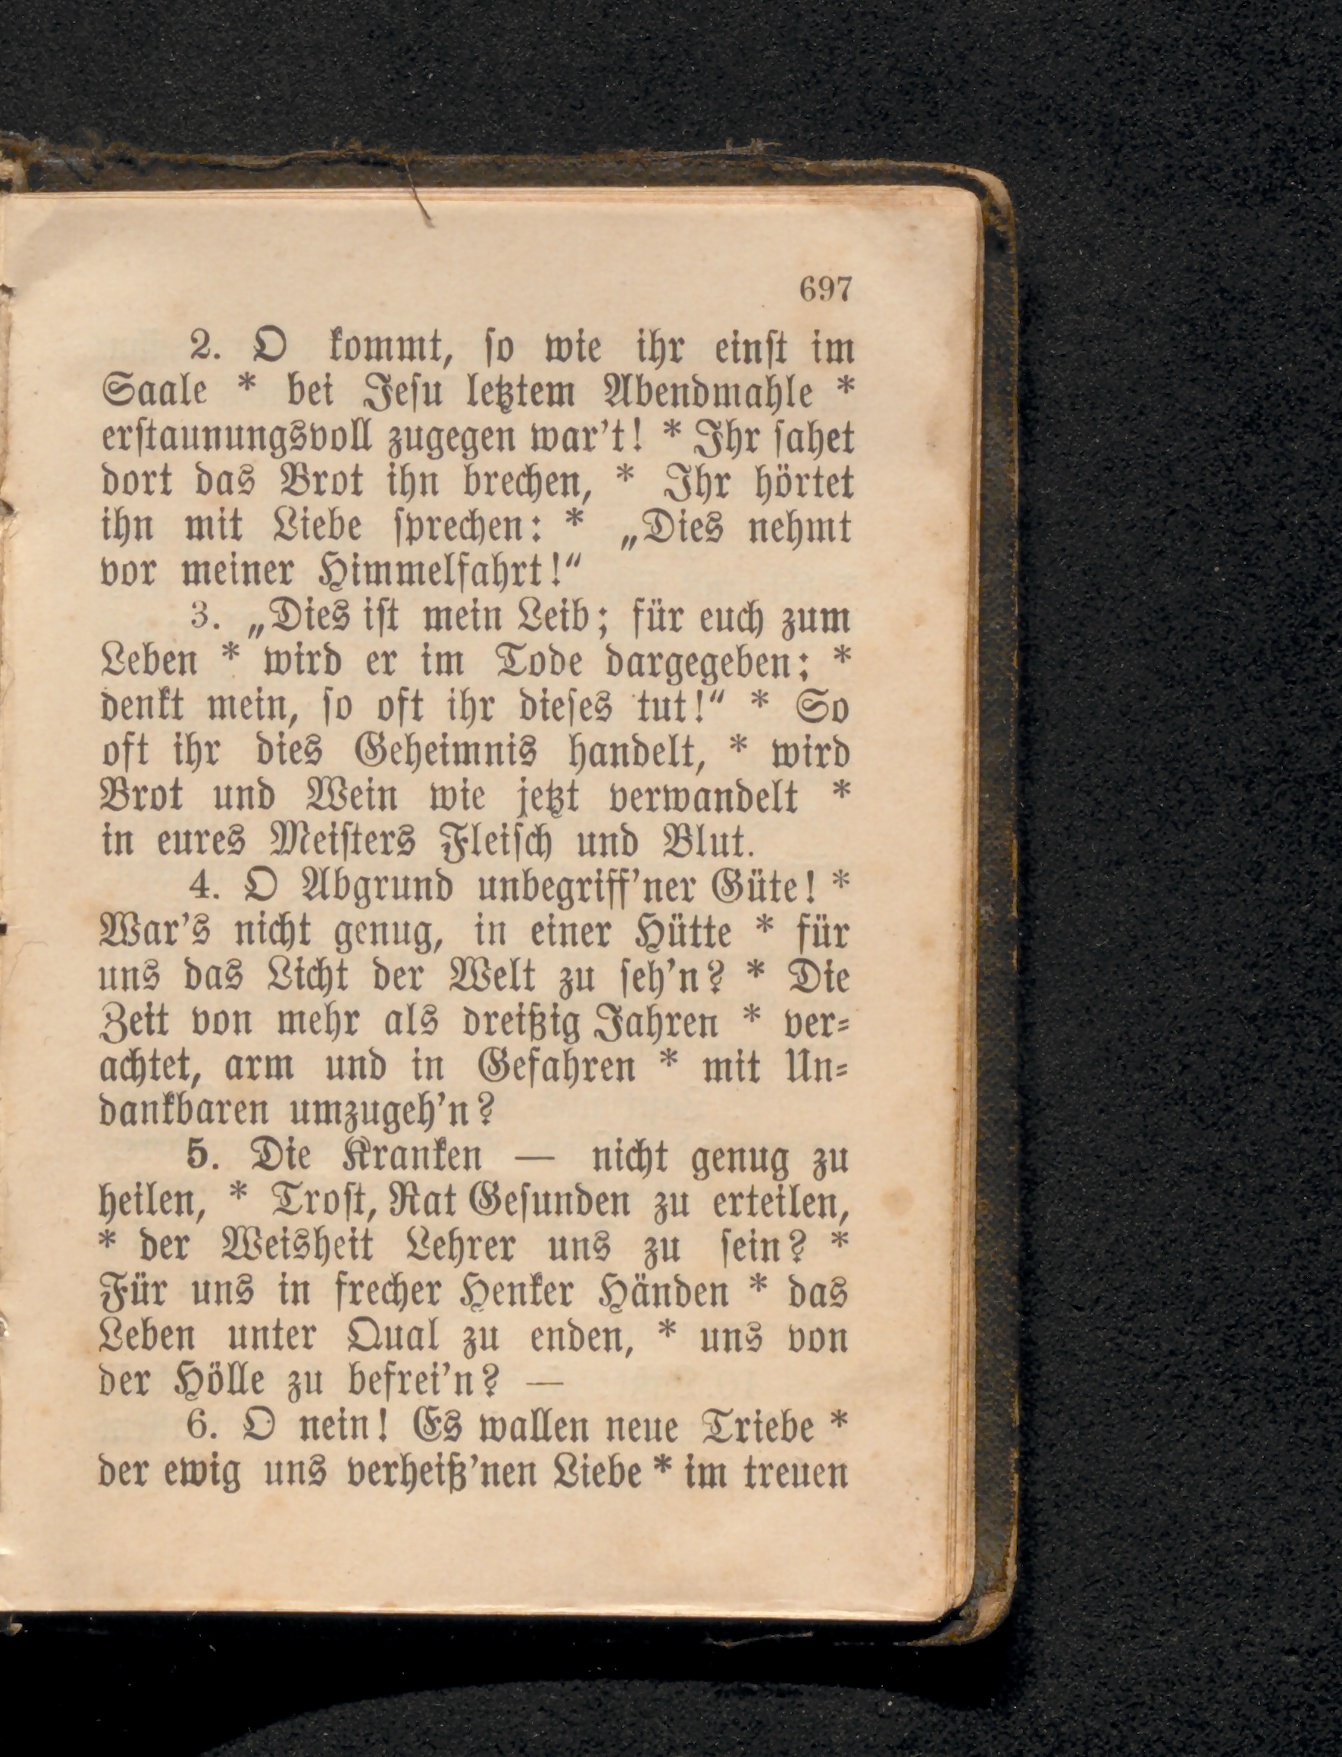 697
2. O kommt, so wie ihr einst im
Saale * bei Jesu letztem Abendmahle *
erstaunungsvoll zugegen war't! * Ihr sahet
dort das Brot ihn brechen, * Ihr hörtet
ihn mit Liebe sprechen: * „Dies nehmt
vor meiner Himmelfahrt!“
3. „Dies ist mein Leib; für euch zum
Leben * wird er im Tode dargegeben; *
denkt mein, so oft ihr dieses tut!“ * So
oft ihr dies Geheimnis handelt, * wird
Brot und Wein wie jetzt verwandelt *
in eures Meisters Fleisch und Blut.
4. O Abgrund unbegriff'ner Güte! *
War's nicht genug, in einer Hütte * für
uns das Licht der Welt zu seh'n? * Die
Zeit von mehr als dreißig Jahren * ver-
achtet, arm und in Gefahren * mit Un-
dankbaren umzugeh'n?
5. Die Kranken — nicht genug zu
heilen, * Trost, Rat Gesunden zu erteilen,
* der Weisheit Lehrer uns zu sein? *
Für uns in frecher Henker Händen * das
Leben unter Qual zu enden, * uns von
der Hölle zu befrei'n? —
6. O nein! Es wallen neue Triebe *
der ewig uns verheiß'nen Liebe * im treuen